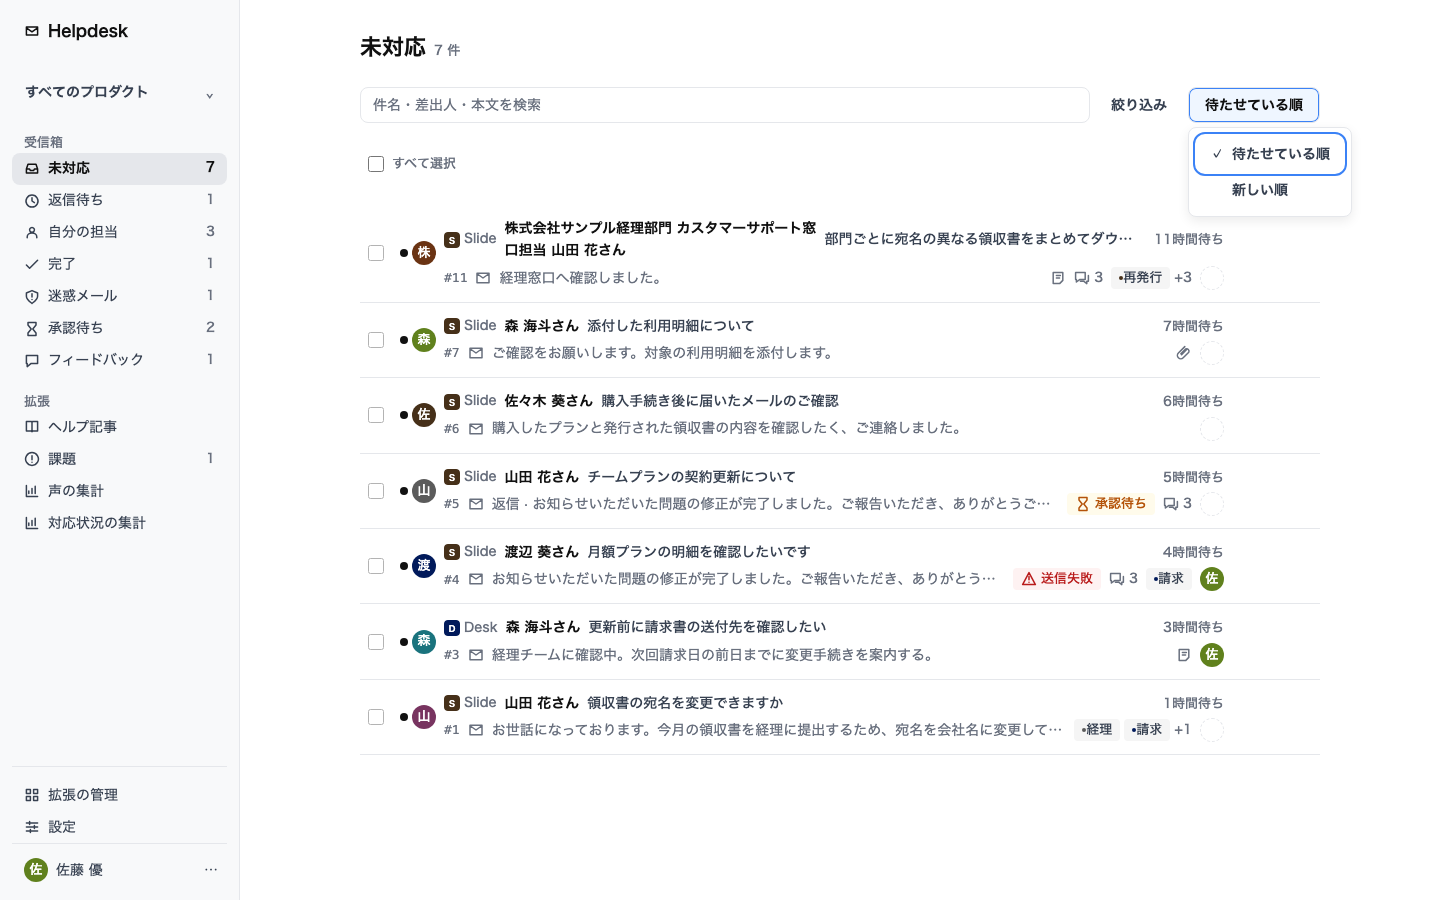 Helpdesk
すべてのプロダクト
受信箱
未対応 7
返信待ち 1
自分の担当 3
完了 1
迷惑メール 1
承認待ち 2
フィードバック 1
拡張
ヘルプ記事
課題 1
声の集計
対応状況の集計
拡張の管理
設定
佐 佐藤 優 …
未対応 7 件
件名・差出人・本文を検索 絞り込み 待たせている順
✓ 待たせている順
新しい順
すべて選択
株 S Slide 株式会社サンプル経理部門 カスタマーサポート窓口担当 山田 花さん 部門ごとに宛名の異なる領収書をまとめてダウ… 11時間待ち
#11 経理窓口へ確認しました。 3 •再発行 +3
森 S Slide 森 海斗さん 添付した利用明細について 7時間待ち
#7 ご確認をお願いします。対象の利用明細を添付します。
佐 S Slide 佐々木 葵さん 購入手続き後に届いたメールのご確認 6時間待ち
#6 購入したプランと発行された領収書の内容を確認したく、ご連絡しました。
山 S Slide 山田 花さん チームプランの契約更新について 5時間待ち
#5 返信 · お知らせいただいた問題の修正が完了しました。ご報告いただき、ありがとうご… 承認待ち 3
渡 S Slide 渡辺 葵さん 月額プランの明細を確認したいです 4時間待ち
#4 お知らせいただいた問題の修正が完了しました。ご報告いただき、ありがとう… 送信失敗 3 •請求 佐
森 D Desk 森 海斗さん 更新前に請求書の送付先を確認したい 3時間待ち
#3 経理チームに確認中。次回請求日の前日までに変更手続きを案内する。 佐
山 S Slide 山田 花さん 領収書の宛名を変更できますか 1時間待ち
#1 お世話になっております。今月の領収書を経理に提出するため、宛名を会社名に変更して… •経理 •請求 +1